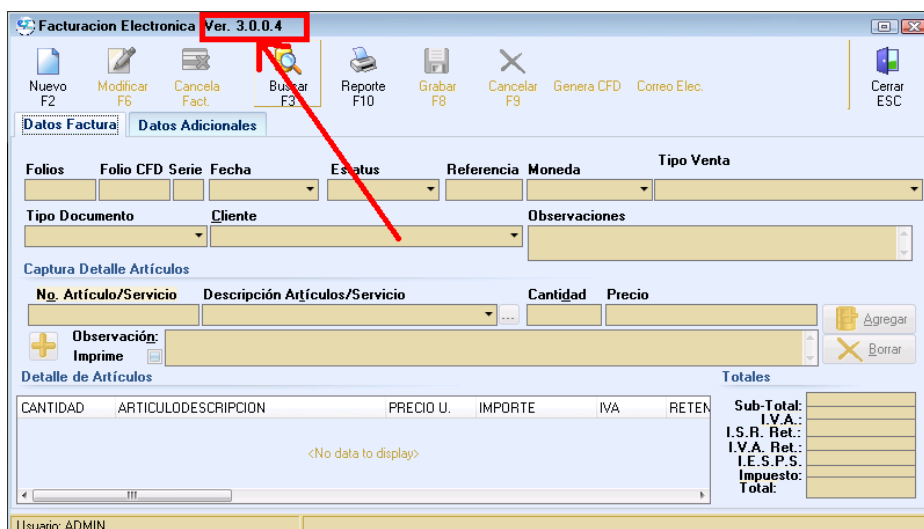 Facturacion Electronica Ver. 3.0.0.4
Nuevo F2 Modificar F6 Cancela Fact. Buscar F3 Reporte F10 Grabar F8 Cancelar F9 Genera CFD Correo Elec. Cerrar ESC
Datos Factura Datos Adicionales
Folios Folio CFD Serie Fecha Estatus Referencia Moneda Tipo Venta
Tipo Documento Cliente Observaciones
Captura Detalle Artículos
No. Artículo/Servicio Descripción Artículos/Servicio Cantidad Precio
... Agregar
Observación:
Imprime Borrar
Detalle de Artículos Totales
CANTIDAD ARTICULODESCRIPCION PRECIO U. IMPORTE IVA RETEN
<No data to display>
Sub-Total:
I.V.A.:
I.S.R. Ret.:
I.V.A. Ret.:
I.E.S.P.S.
Impuesto:
Total:
Usuario: ADMIN